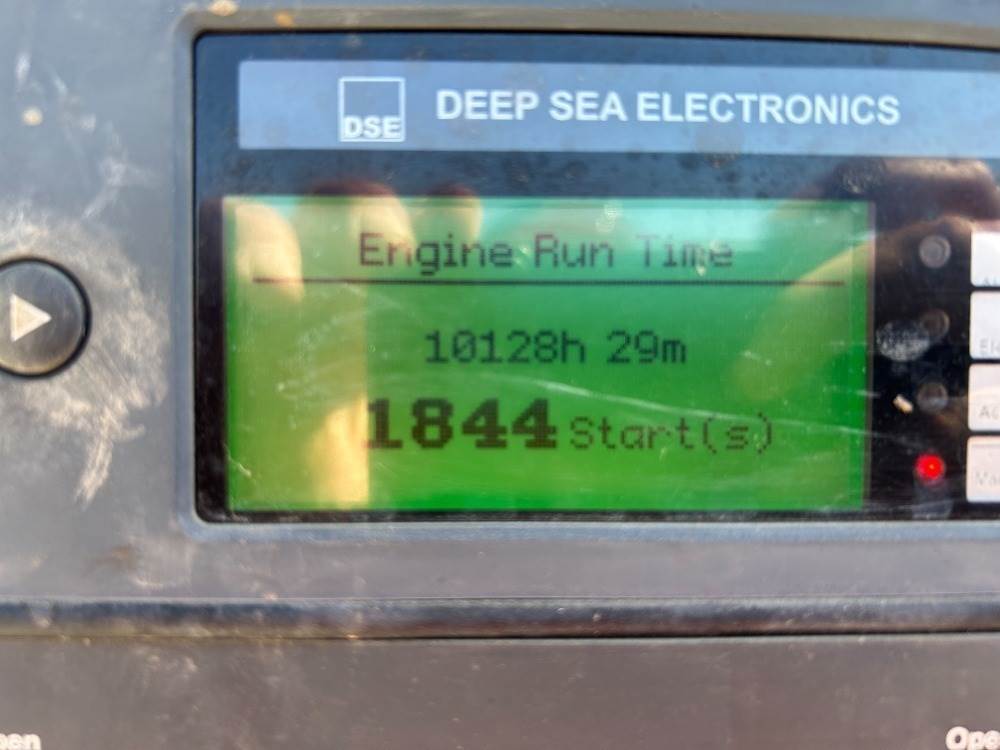 DSE DEEP SEA ELECTRONICS
Engine Run Time
10128h 29m
1844 Start(s)